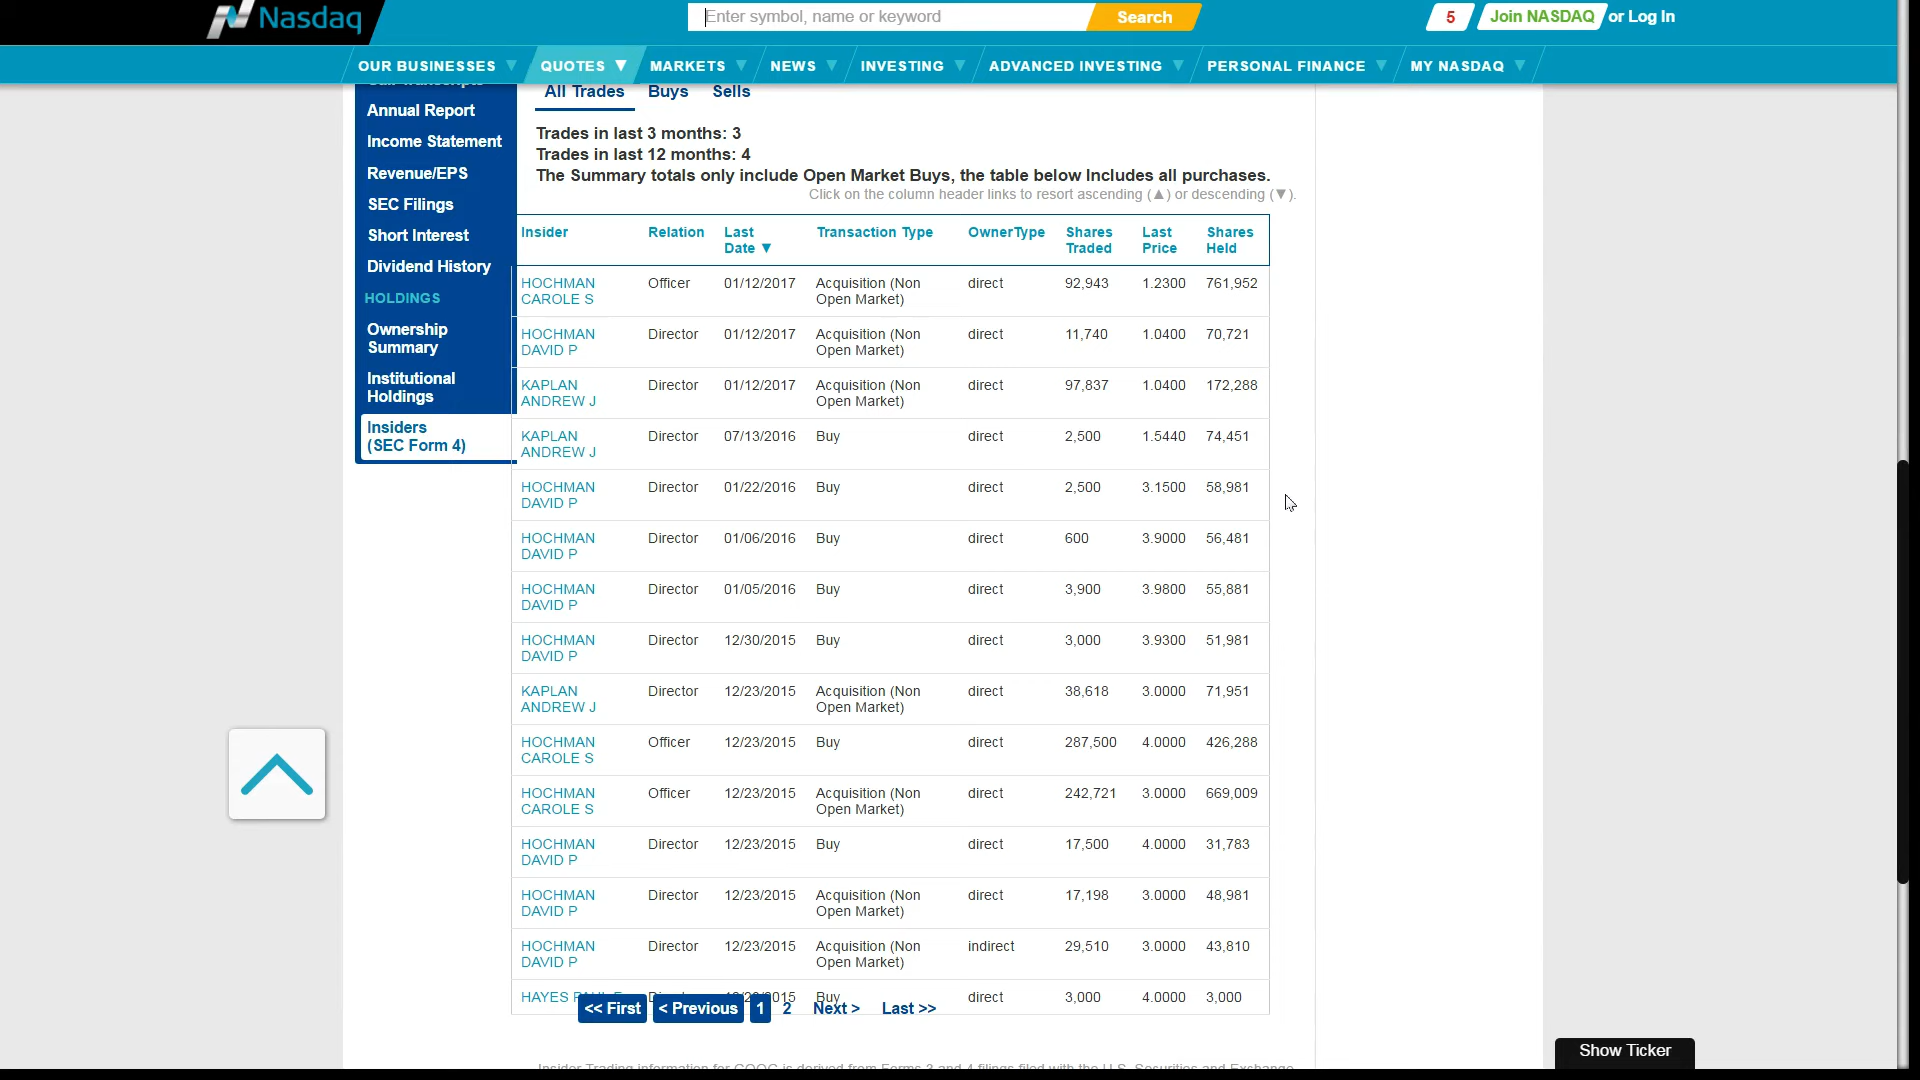 Nasdaq
Enter symbol, name or keyword
Search
5
Join NASDAQ or Log In
OUR BUSINESSES ▼ QUOTES ▼ MARKETS ▼ NEWS ▼ INVESTING ▼ ADVANCED INVESTING ▼ PERSONAL FINANCE ▼ MY NASDAQ ▼
Annual Report
Income Statement
Revenue/EPS
SEC Filings
Short Interest
Dividend History
HOLDINGS
Ownership
Summary
Institutional
Holdings
Insiders
(SEC Form 4)
All Trades Buys Sells
Trades in last 3 months: 3
Trades in last 12 months: 4
The Summary totals only include Open Market Buys, the table below Includes all purchases.
Click on the column header links to resort ascending (▲) or descending (▼).
Insider Relation Last Date ▼ Transaction Type OwnerType Shares Traded Last Price Shares Held
HOCHMAN CAROLE S Officer 01/12/2017 Acquisition (Non Open Market) direct 92,943 1.2300 761,952
HOCHMAN DAVID P Director 01/12/2017 Acquisition (Non Open Market) direct 11,740 1.0400 70,721
KAPLAN ANDREW J Director 01/12/2017 Acquisition (Non Open Market) direct 97,837 1.0400 172,288
KAPLAN ANDREW J Director 07/13/2016 Buy direct 2,500 1.5440 74,451
HOCHMAN DAVID P Director 01/22/2016 Buy direct 2,500 3.1500 58,981
HOCHMAN DAVID P Director 01/06/2016 Buy direct 600 3.9000 56,481
HOCHMAN DAVID P Director 01/05/2016 Buy direct 3,900 3.9800 55,881
HOCHMAN DAVID P Director 12/30/2015 Buy direct 3,000 3.9300 51,981
KAPLAN ANDREW J Director 12/23/2015 Acquisition (Non Open Market) direct 38,618 3.0000 71,951
HOCHMAN CAROLE S Officer 12/23/2015 Buy direct 287,500 4.0000 426,288
HOCHMAN CAROLE S Officer 12/23/2015 Acquisition (Non Open Market) direct 242,721 3.0000 669,009
HOCHMAN DAVID P Director 12/23/2015 Buy direct 17,500 4.0000 31,783
HOCHMAN DAVID P Director 12/23/2015 Acquisition (Non Open Market) direct 17,198 3.0000 48,981
HOCHMAN DAVID P Director 12/23/2015 Acquisition (Non Open Market) indirect 29,510 3.0000 43,810
HAYES Buy direct 3,000 4.0000 3,000
<< First < Previous 1 2 Next > Last >>
Show Ticker